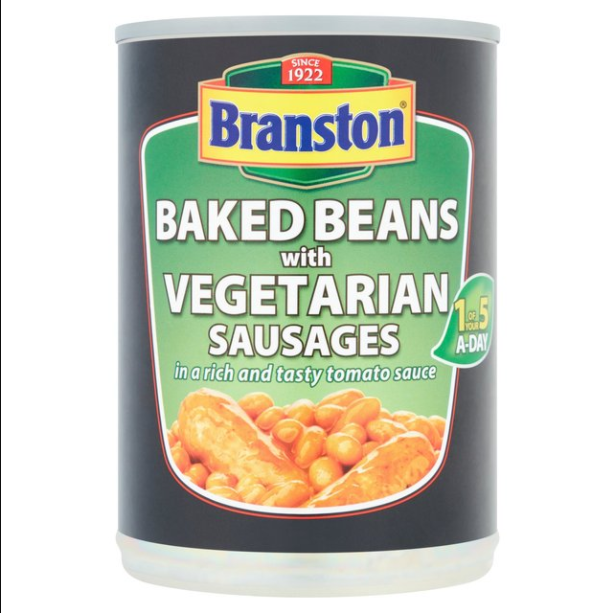 SINCE
1922
Branston®
BAKED BEANS
with
VEGETARIAN
SAUSAGES
in a rich and tasty tomato sauce
1 OF YOUR 5
A-DAY